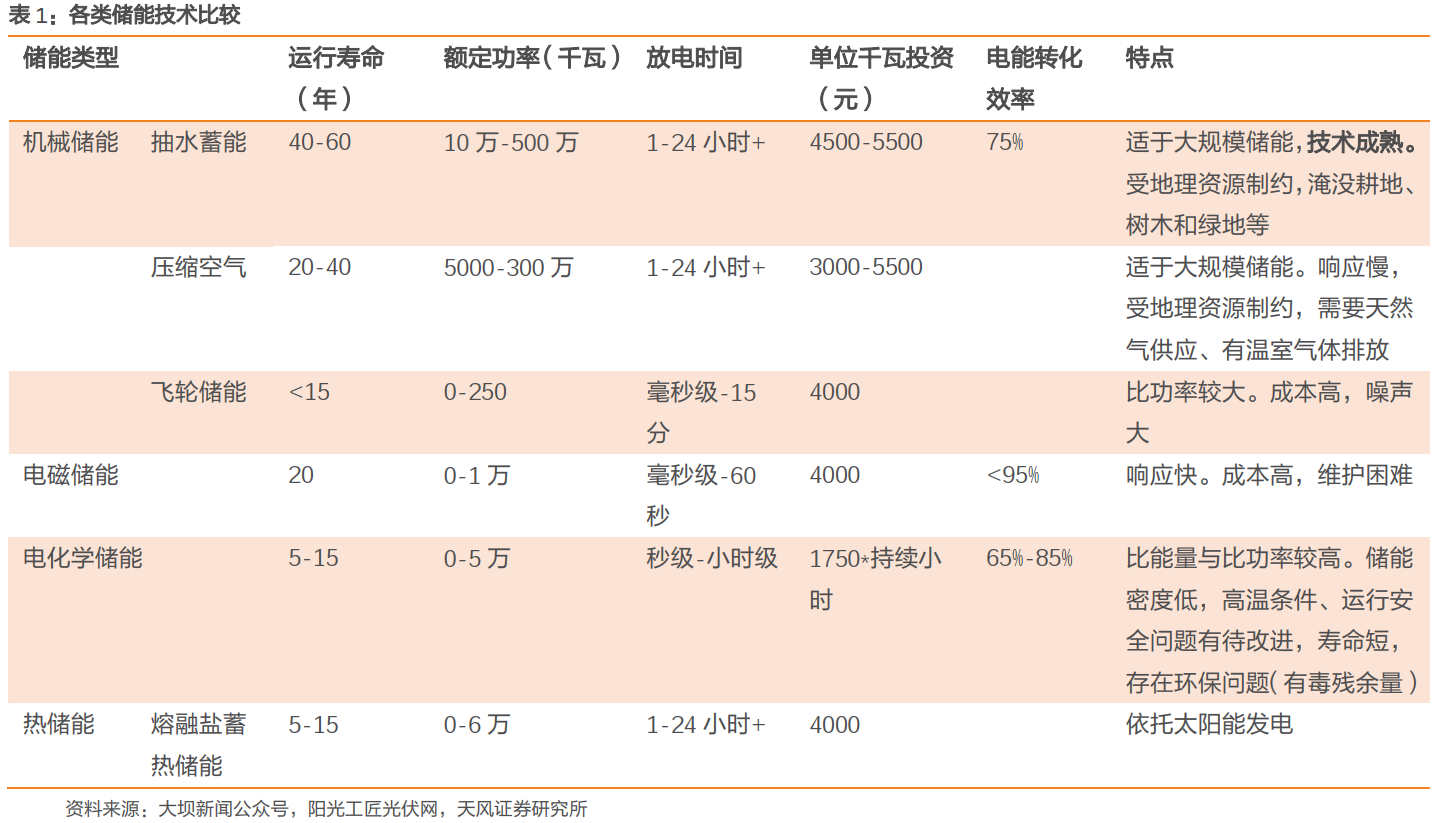 表 1：各类储能技术比较
储能类型 运行寿命 额定功率（千瓦） 放电时间 单位千瓦投资 电能转化 特点
（年） （元） 效率
机械储能 抽水蓄能 40-60 10 万-500 万 1-24 小时+ 4500-5500 75% 适于大规模储能，技术成熟。
受地理资源制约，淹没耕地、
树木和绿地等
压缩空气 20-40 5000-300 万 1-24 小时+ 3000-5500 适于大规模储能。响应慢，
受地理资源制约，需要天然
气供应、有温室气体排放
飞轮储能 <15 0-250 毫秒级-15 4000 比功率较大。成本高，噪声
分 大
电磁储能 20 0-1 万 毫秒级-60 4000 <95% 响应快。成本高，维护困难
秒
电化学储能 5-15 0-5 万 秒级-小时级 1750*持续小 65%-85% 比能量与比功率较高。储能
时 密度低，高温条件、运行安
全问题有待改进，寿命短，
存在环保问题（有毒残余量）
热储能 熔融盐蓄 5-15 0-6 万 1-24 小时+ 4000 依托太阳能发电
热储能
资料来源：大坝新闻公众号，阳光工匠光伏网，天风证券研究所